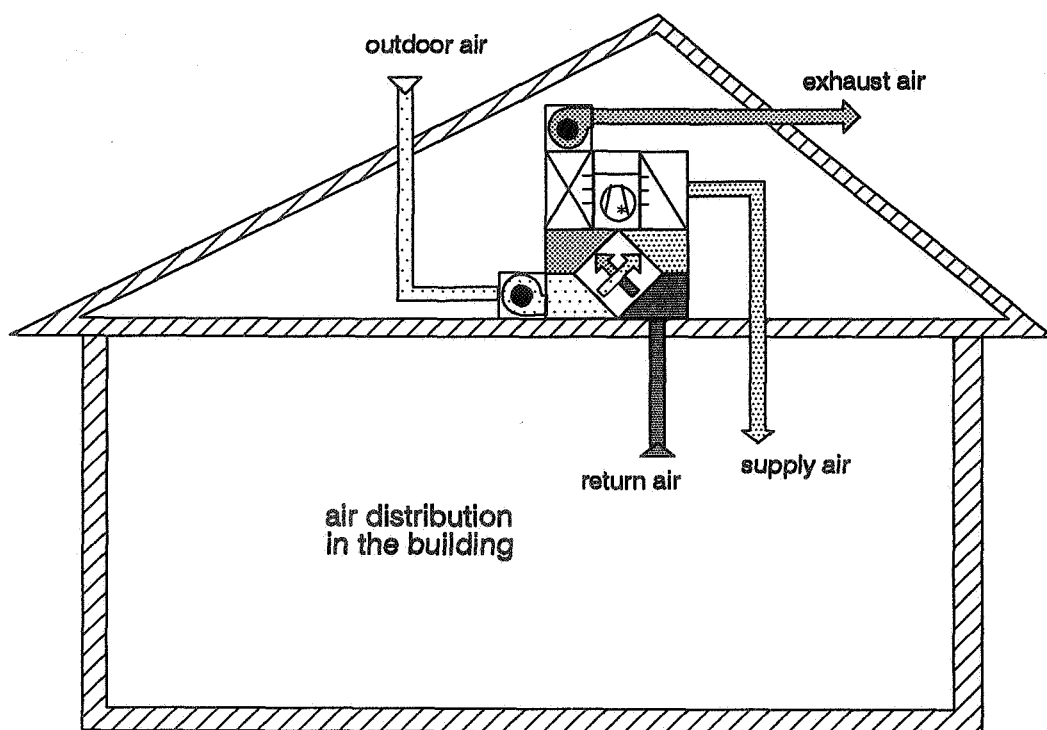 outdoor air
exhaust air
supply air
return air
air distribution
in the building